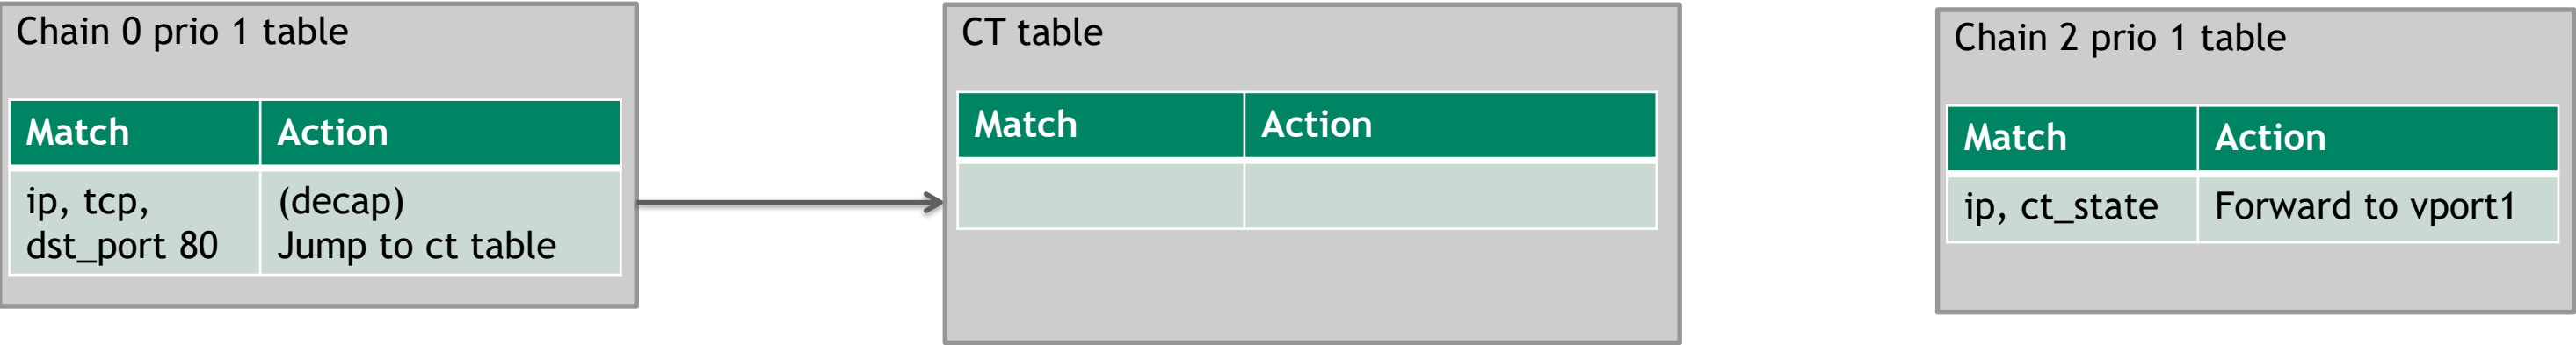 Chain 0 prio 1 table
Match Action
ip, tcp, (decap)
dst_port 80 Jump to ct table
CT table
Match Action
Chain 2 prio 1 table
Match Action
ip, ct_state Forward to vport1